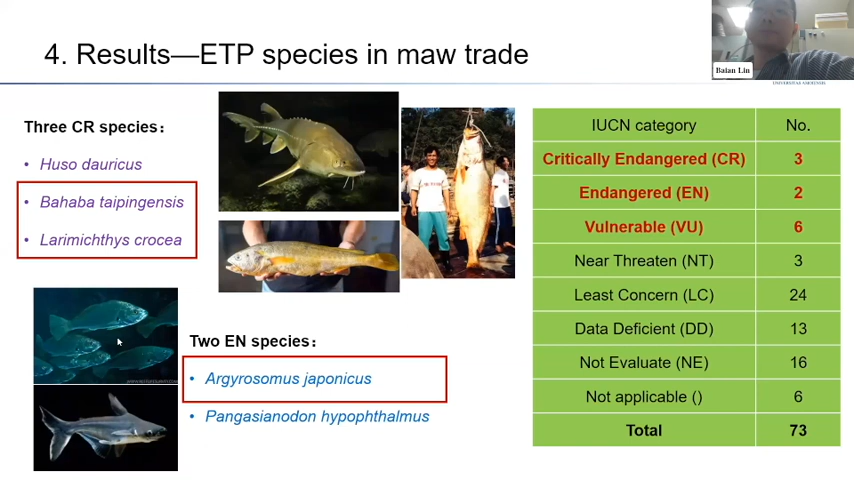 4. Results—ETP species in maw trade
Baian Lin
Three CR species：
• Huso dauricus
• Bahaba taipingensis
• Larimichthys crocea
Two EN species：
• Argyrosomus japonicus
• Pangasianodon hypophthalmus
IUCN category No.
Critically Endangered (CR) 3
Endangered (EN) 2
Vulnerable (VU) 6
Near Threaten (NT) 3
Least Concern (LC) 24
Data Deficient (DD) 13
Not Evaluate (NE) 16
Not applicable () 6
Total 73